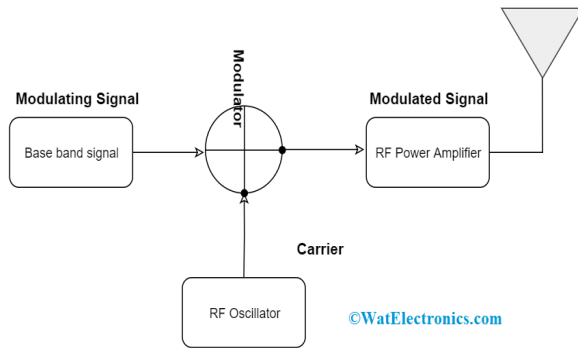 Modulating Signal
Base band signal
Modulator
Modulated Signal
RF Power Amplifier
Carrier
RF Oscillator
©WatElectronics.com